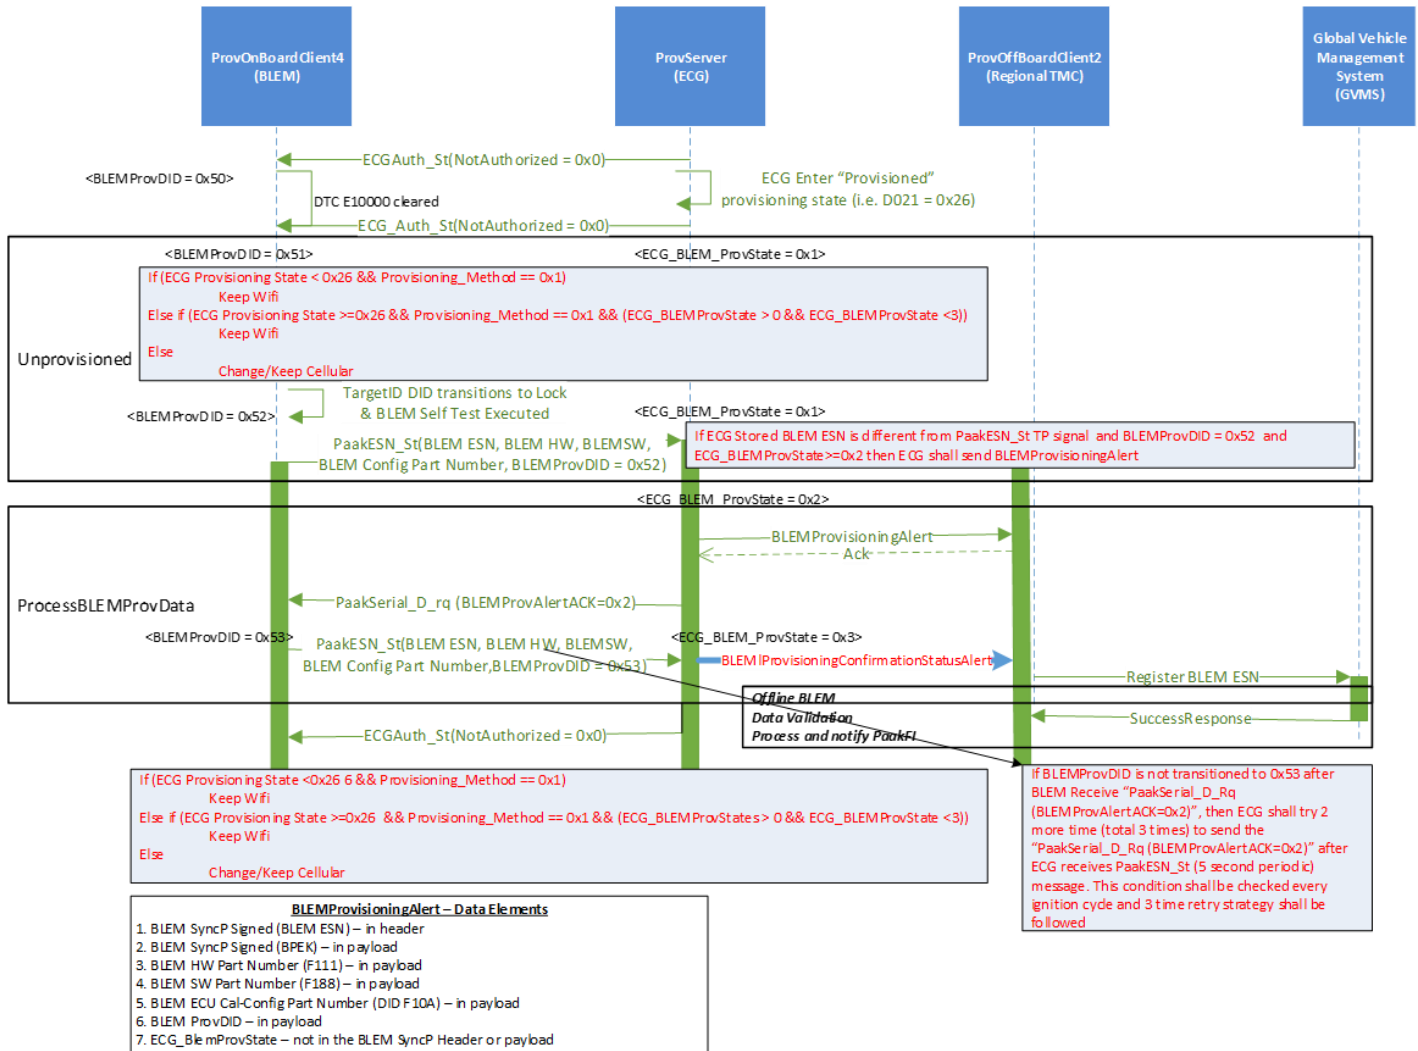 ProvOnBoardClient4
(BLEM)
ProvServer
(ECG)
ProvOffBoardClient2
(Regional TMC)
Global Vehicle
Management
System
(GVMS)
ECGAuth_St(NotAuthorized = 0x0)
<BLEMProvDID = 0x50>
DTC E10000 cleared
ECG Enter “Provisioned”
provisioning state (i.e. D021 = 0x26)
ECG_Auth_St(NotAuthorized = 0x0)
<BLEMProvDID = 0x51>
<ECG_BLEM_ProvState = 0x1>
If (ECG Provisioning State < 0x26 && Provisioning_Method == 0x1)
Keep Wifi
Else if (ECG Provisioning State >=0x26 && Provisioning_Method == 0x1 && (ECG_BLEMProvState > 0 && ECG_BLEMProvState <3))
Keep Wifi
Else
Change/Keep Cellular
Unprovisioned
TargetID DID transitions to Lock
& BLEM Self Test Executed
<BLEMProvDID = 0x52>
<ECG_BLEM_ProvState = 0x1>
PaakESN_St(BLEM ESN, BLEM HW, BLEMSW,
BLEM Config Part Number, BLEMProvDID = 0x52)
If ECG Stored BLEM ESN is different from PaakESN_St TP signal and BLEMProvDID = 0x52 and
ECG_BLEMProvState>=0x2 then ECG shall send BLEMProvisioningAlert
<ECG_BLEM_ProvState = 0x2>
BLEMProvisioningAlert
Ack
PaakSerial_D_rq (BLEMProvAlertACK=0x2)
ProcessBLEMProvData
<BLEMProvDID = 0x53>
PaakESN_St(BLEM ESN, BLEM HW, BLEMSW,
BLEM Config Part Number,BLEMProvDID = 0x53)
<ECG_BLEM_ProvState = 0x3>
BLEMlProvisioningConfirmationStatusAlert
Register BLEM ESN
Offline BLEM
Data Validation
Process and notify PaakFI
SuccessResponse
ECGAuth_St(NotAuthorized = 0x0)
If (ECG Provisioning State <0x26 6 && Provisioning_Method == 0x1)
Keep Wifi
Else if (ECG Provisioning State >=0x26 && Provisioning_Method == 0x1 && (ECG_BLEMProvStates> 0 && ECG_BLEMProvState <3))
Keep Wifi
Else
Change/Keep Cellular
If BLEMProvDID is not transitioned to 0x53 after
BLEM Receive “PaakSerial_D_Rq
(BLEMProvAlertACK=0x2)”, then ECG shall try 2
more time (total 3 times) to send the
“PaakSerial_D_Rq (BLEMProvAlertACK=0x2)” after
ECG receives PaakESN_St (5 second periodic)
message. This condition shall be checked every
ignition cycle and 3 time retry strategy shall be
followed
BLEMProvisioningAlert – Data Elements
1. BLEM SyncP Signed (BLEM ESN) – in header
2. BLEM SyncP Signed (BPEK) – in payload
3. BLEM HW Part Number (F111) – in payload
4. BLEM SW Part Number (F188) – in payload
5. BLEM ECU Cal-Config Part Number (DID F10A) – in payload
6. BLEM ProvDID – in payload
7. ECG_BlemProvState – not in the BLEM SyncP Header or payload